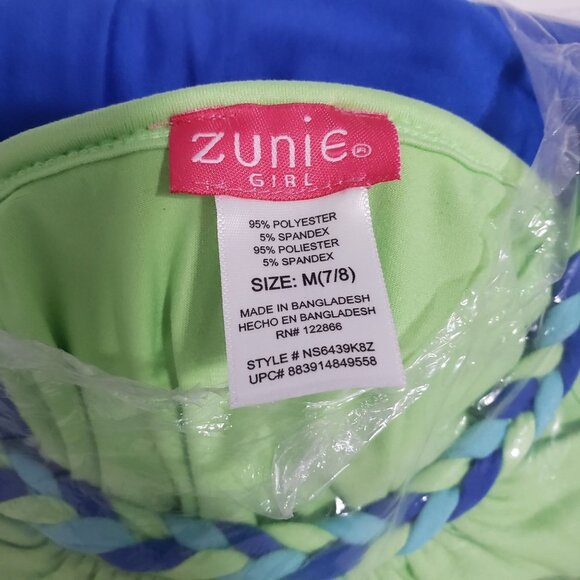 zunie®
GIRL
95% POLYESTER
5% SPANDEX
95% POLIESTER
5% SPANDEX
SIZE: M(7/8)
MADE IN BANGLADESH
HECHO EN BANGLADESH
RN# 122866
STYLE # NS6439K8Z
UPC# 883914849558